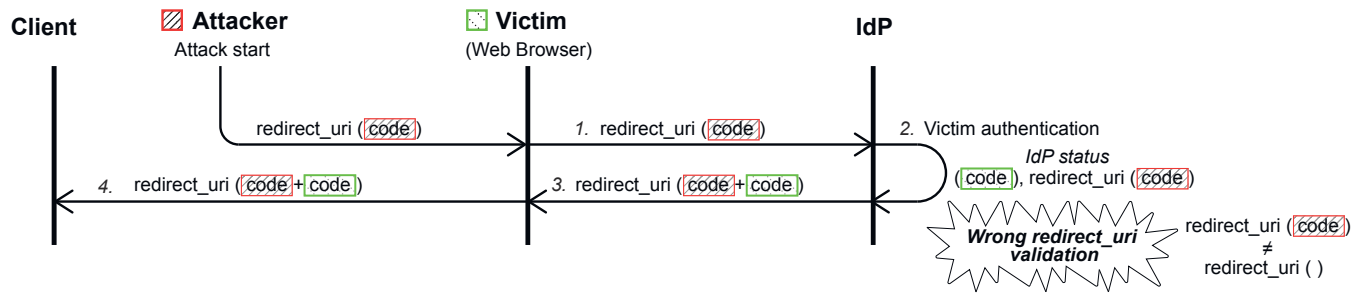 Client
Attacker
Attack start
Victim
(Web Browser)
IdP
redirect_uri (code)
1. redirect_uri (code)
2. Victim authentication
IdP status
(code), redirect_uri (code)
3. redirect_uri (code+code)
4. redirect_uri (code+code)
Wrong redirect_uri
validation
redirect_uri (code)
≠
redirect_uri ( )